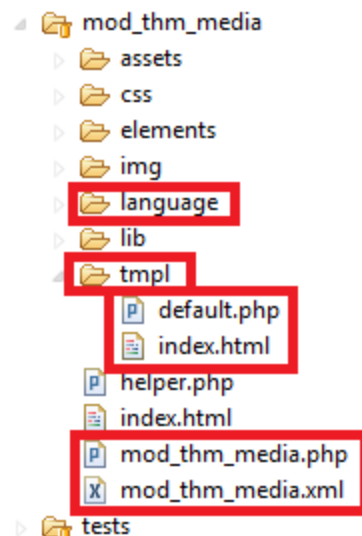 mod_thm_media
assets
css
elements
img
language
lib
tmpl
default.php
index.html
helper.php
index.html
mod_thm_media.php
mod_thm_media.xml
tests